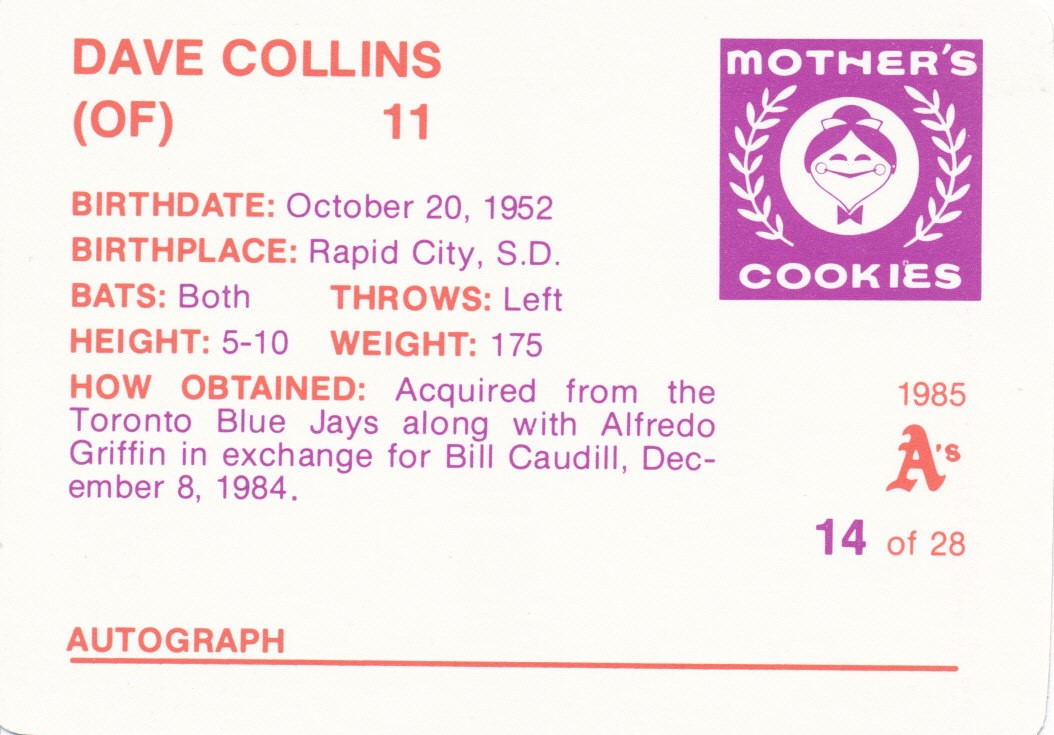 DAVE COLLINS
(OF) 11
MOTHER'S
COOKIES
BIRTHDATE: October 20, 1952
BIRTHPLACE: Rapid City, S.D.
BATS: Both THROWS: Left
HEIGHT: 5-10 WEIGHT: 175
HOW OBTAINED: Acquired from the
Toronto Blue Jays along with Alfredo
Griffin in exchange for Bill Caudill, Dec-
ember 8, 1984.
1985
A's
14 of 28
AUTOGRAPH